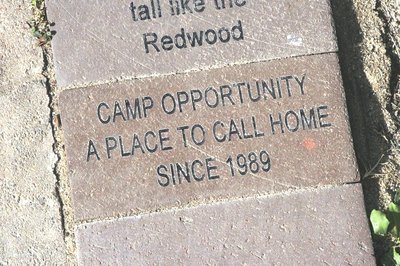 tall like the
Redwood
CAMP OPPORTUNITY
A PLACE TO CALL HOME
SINCE 1989